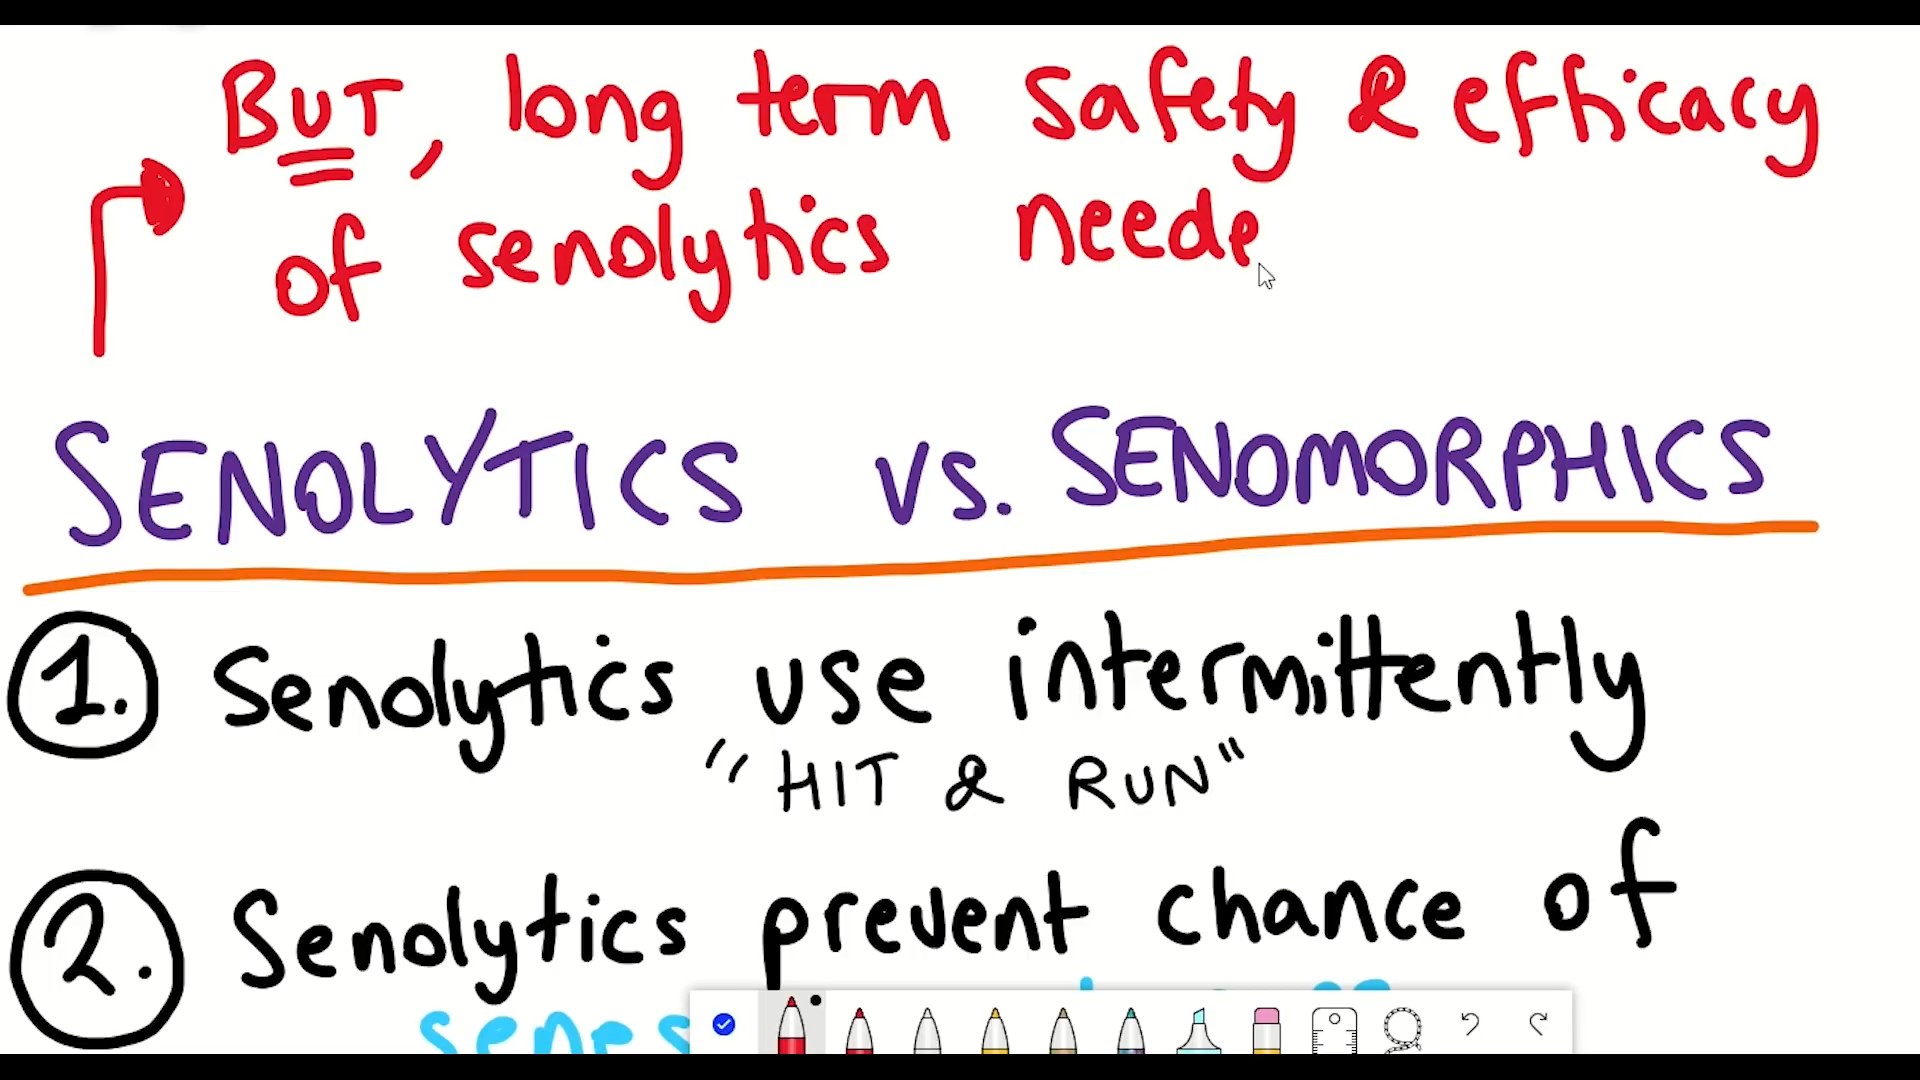 BUT, long term safety & efficacy
of senolytics neede
SENOLYTICS vs. SENOMORPHICS
1. Senolytics use intermittently
"HIT & RUN"
2. Senolytics prevent chance of